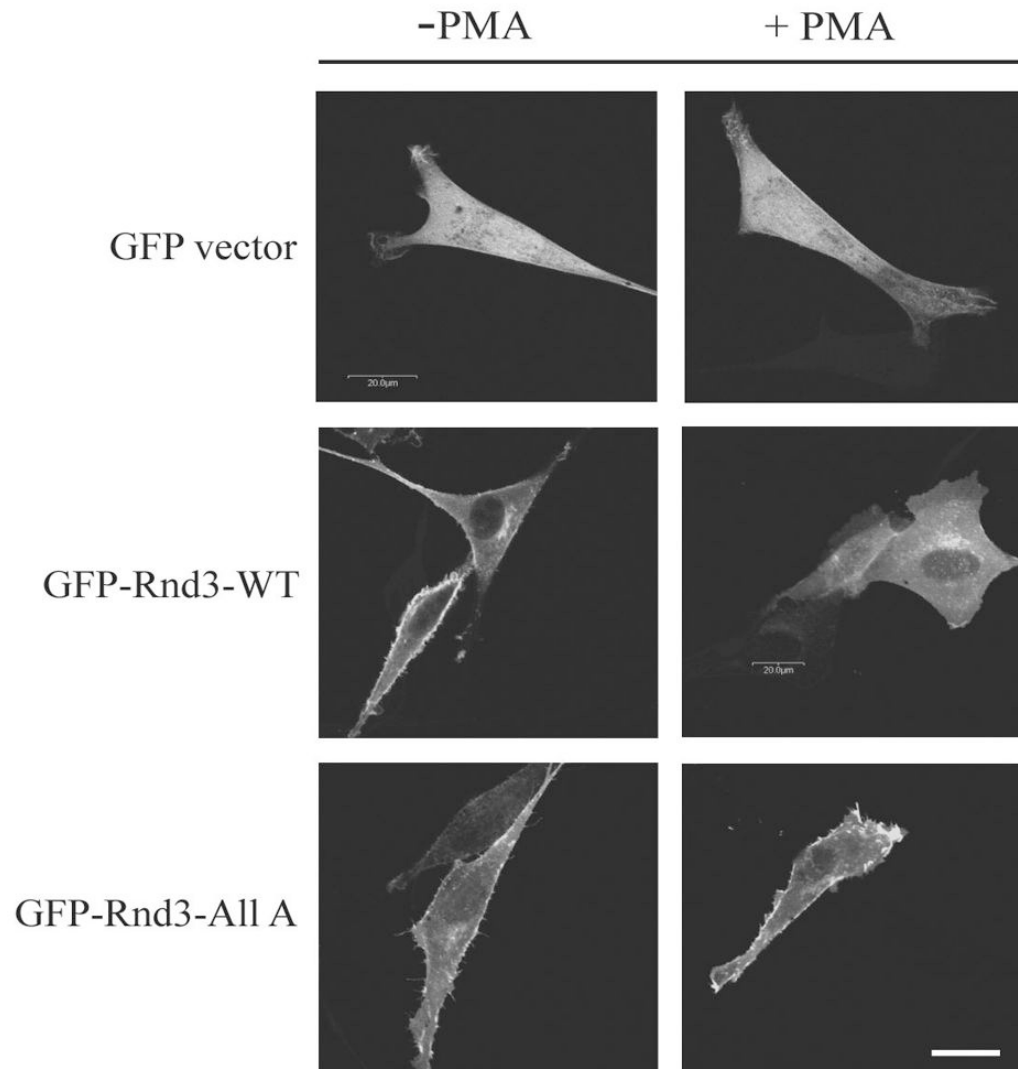 -PMA
+ PMA
GFP vector
20.0µm
GFP-Rnd3-WT
20.0µm
GFP-Rnd3-All A